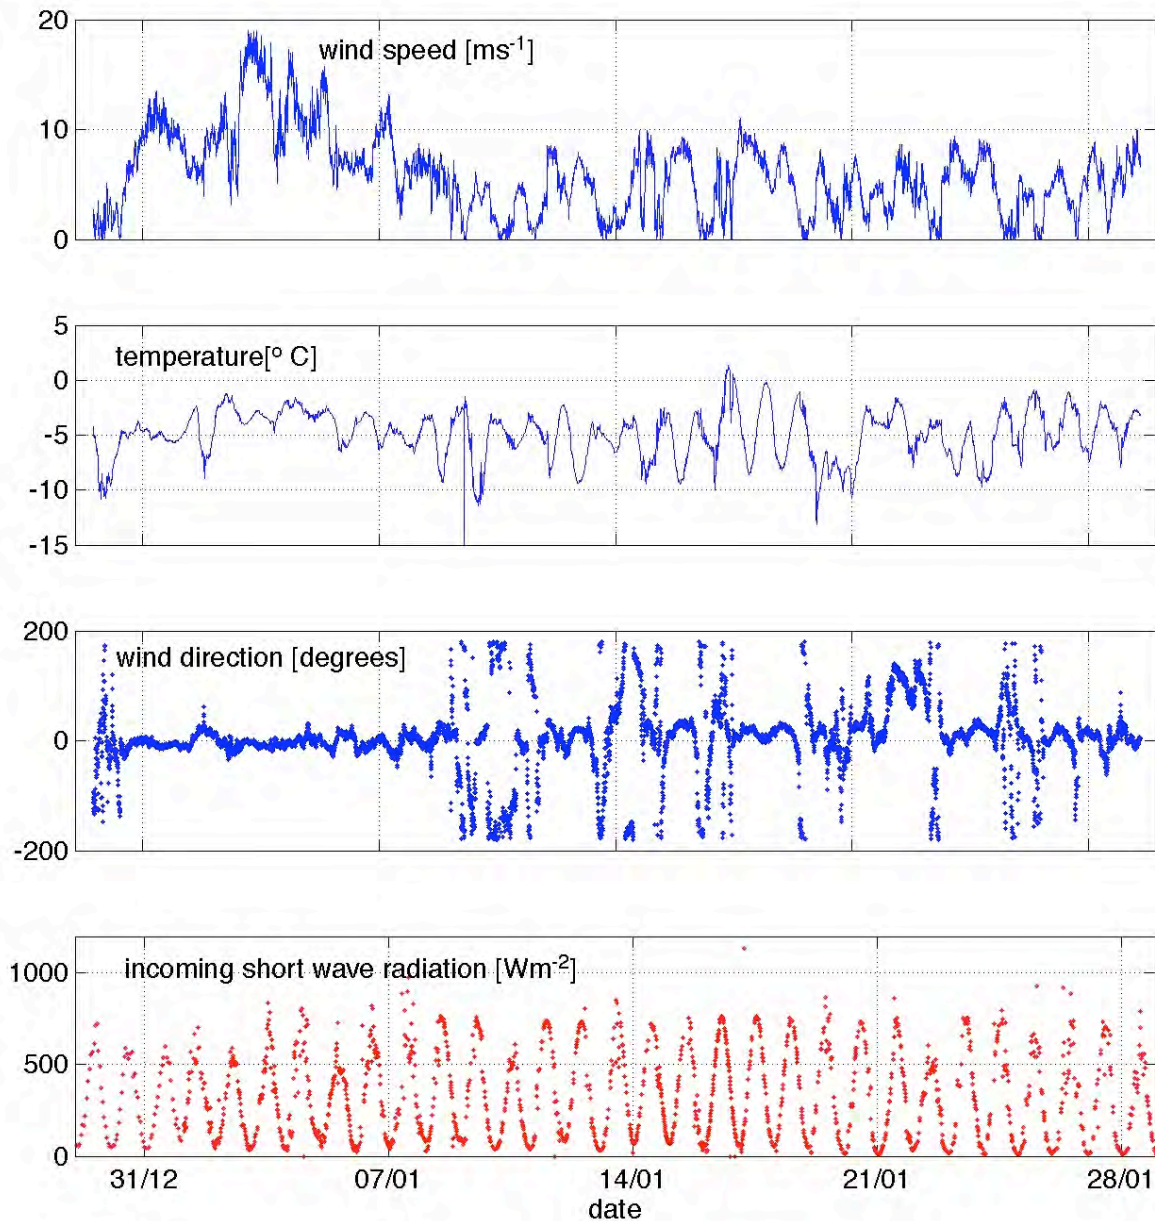 20
wind speed [ms⁻¹]
10
0
5
temperature[° C]
0
-5
-10
-15
200
wind direction [degrees]
0
-200
1000
incoming short wave radiation [Wm⁻²]
500
0
31/12 07/01 14/01 21/01 28/01
date